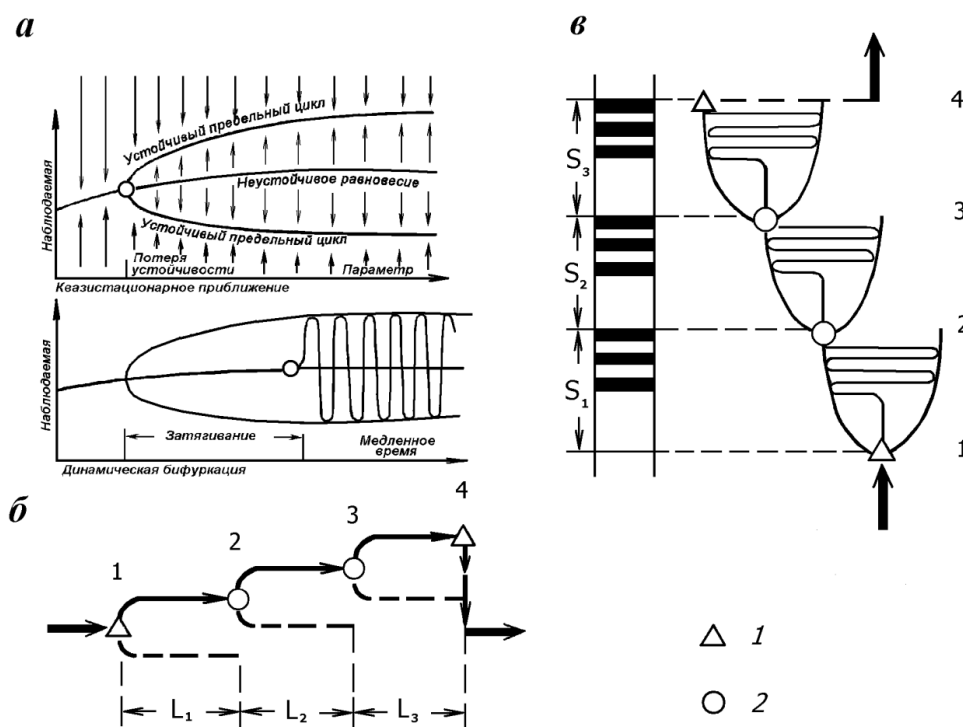 а
Наблюдаемая
Устойчивый предельный цикл
Неустойчивое равновесие
Устойчивый предельный цикл
Потеря
устойчивости
Параметр
Квазистационарное приближение
Наблюдаемая
Затягивание
Медленное
время
Динамическая бифуркация
б
1
2
3
4
L1
L2
L3
в
4
S3
3
S2
2
S1
1
1
2